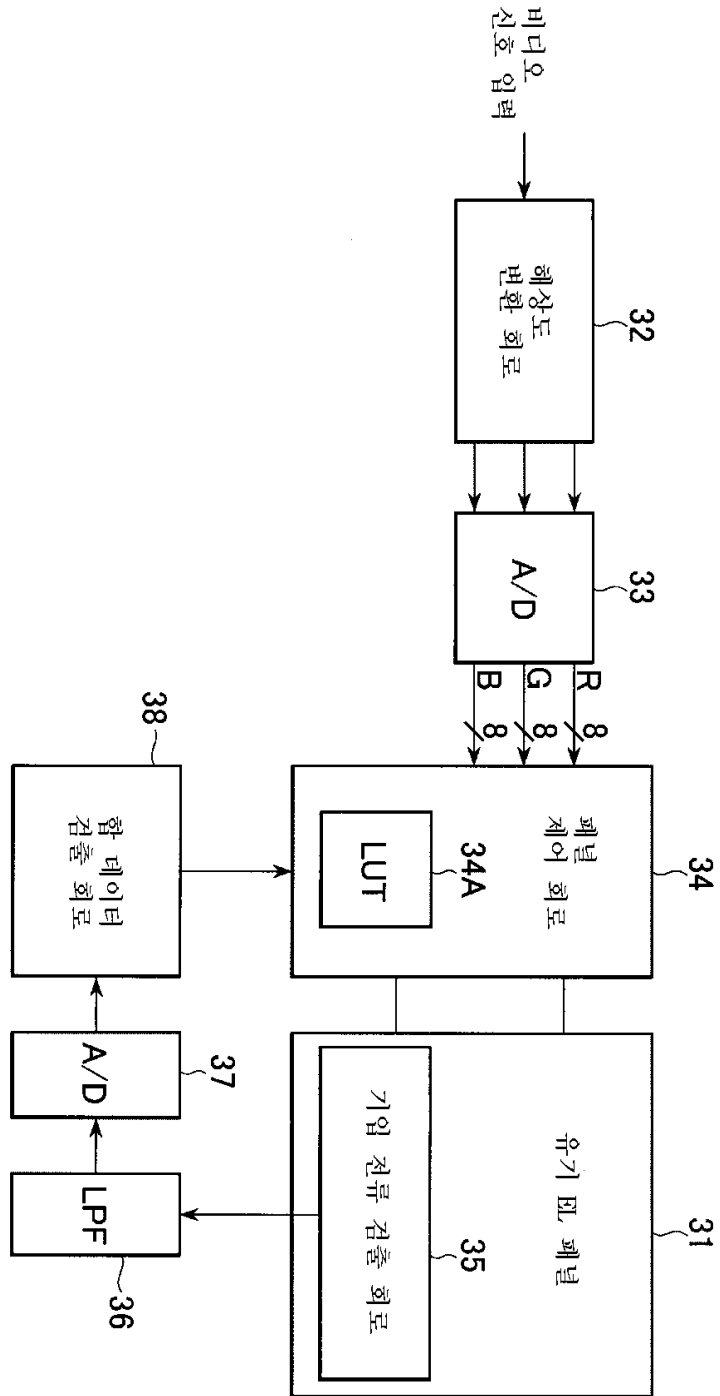 비디오
신호 입력
32
해상도
변환 회로
33
A/D
R
G
B
8
8
8
34
패널
제어 회로
34A
LUT
31
유기 EL 패널
기입 전류 검출 회로
35
38
합 데이터
검출 회로
37
A/D
LPF
36